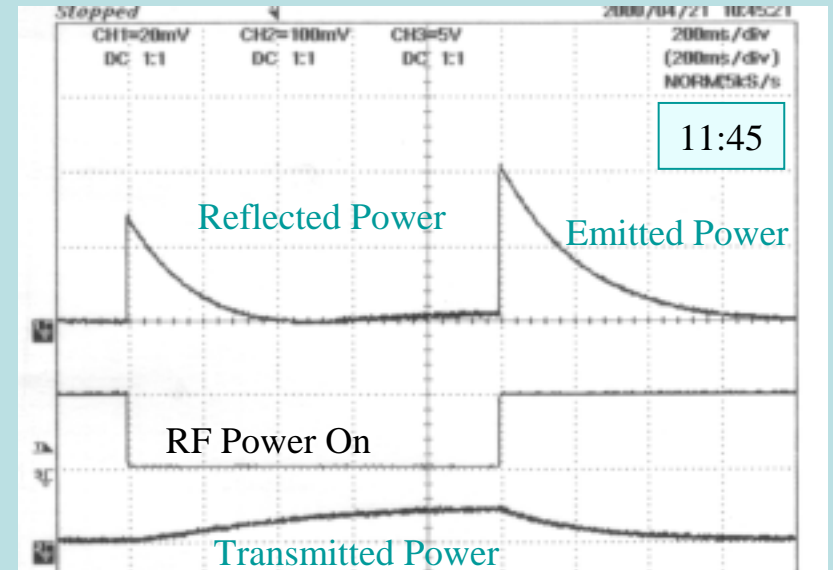 Stopped 2000/04/21 10:45:21
CH1=20mV CH2=100mV CH3=5V 200ms/div
DC 1:1 DC 1:1 DC 1:1 (200ms/div)
NORM:5kS/s
11:45
Reflected Power
Emitted Power
RF Power On
Transmitted Power